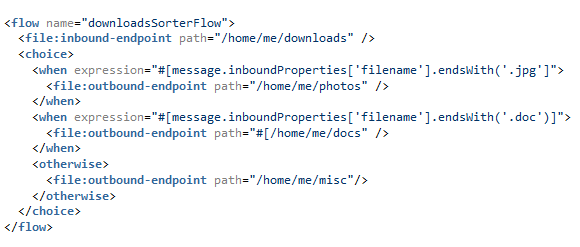 <flow name="downloadsSorterFlow">
<file:inbound-endpoint path="/home/me/downloads" />
<choice>
<when expression="#[message.inboundProperties['filename'].endsWith('.jpg']">
<file:outbound-endpoint path="/home/me/photos" />
</when>
<when expression="#[message.inboundProperties['filename'].endsWith('.doc')]">
<file:outbound-endpoint path="#[/home/me/docs" />
</when>
<otherwise>
<file:outbound-endpoint path="/home/me/misc"/>
</otherwise>
</choice>
</flow>